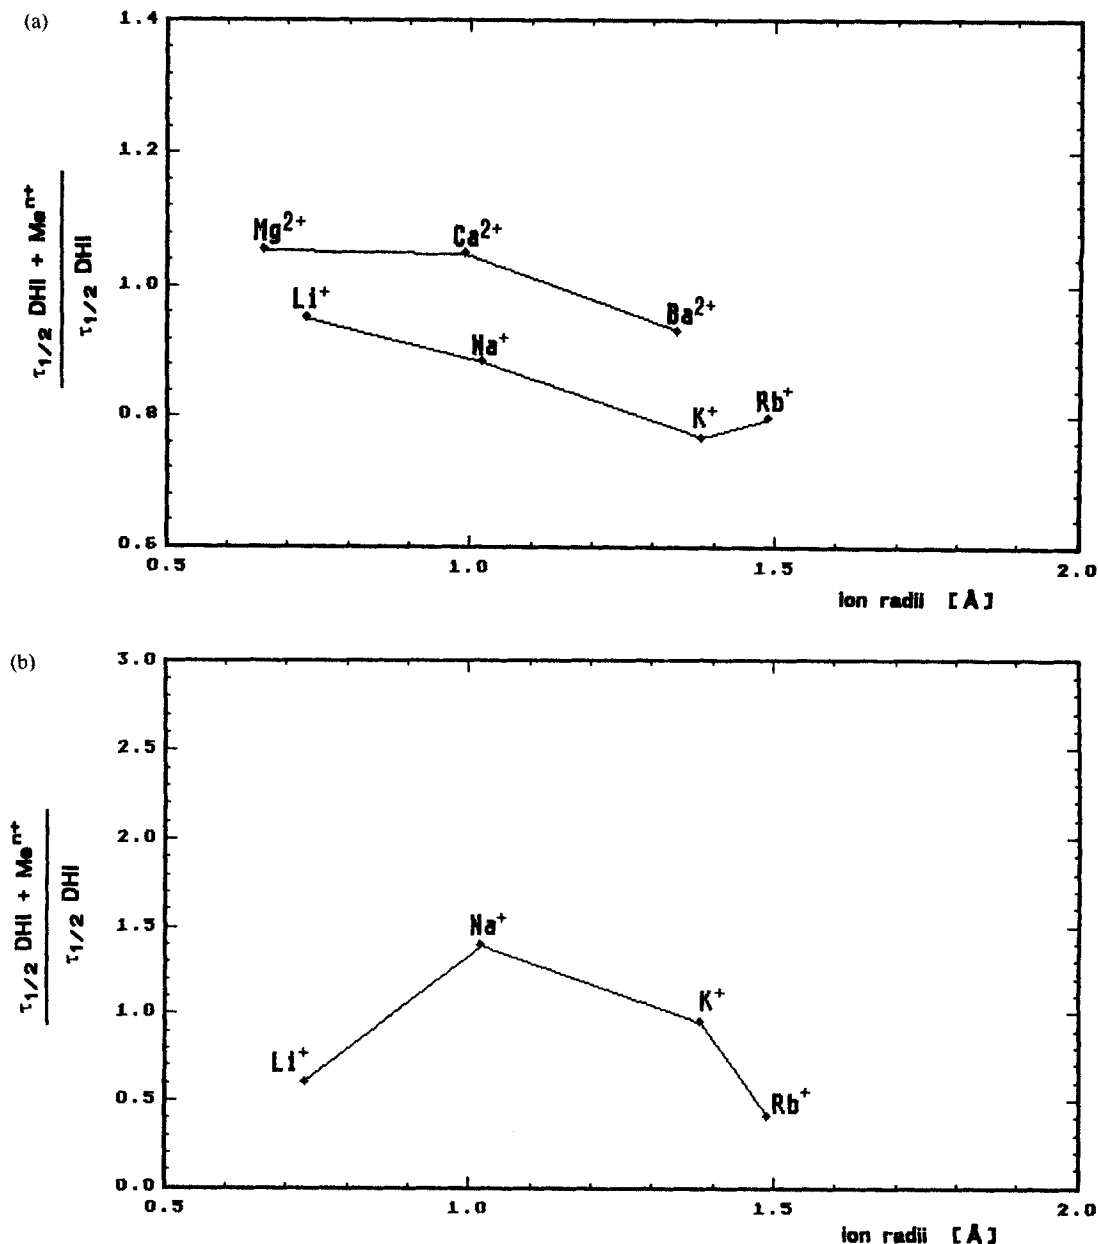 (a)
1.4
1.2
1.0
0.8
0.6
τ1/2 DHI + Meⁿ⁺
τ1/2 DHI
Mg²⁺
Ca²⁺
Ba²⁺
Li⁺
Na⁺
K⁺
Rb⁺
0.5 1.0 1.5 2.0
ion radii [Å]
(b)
3.0
2.5
2.0
1.5
1.0
0.5
0.0
τ1/2 DHI + Meⁿ⁺
τ1/2 DHI
Na⁺
K⁺
Li⁺
Rb⁺
0.5 1.0 1.5 2.0
ion radii [Å]